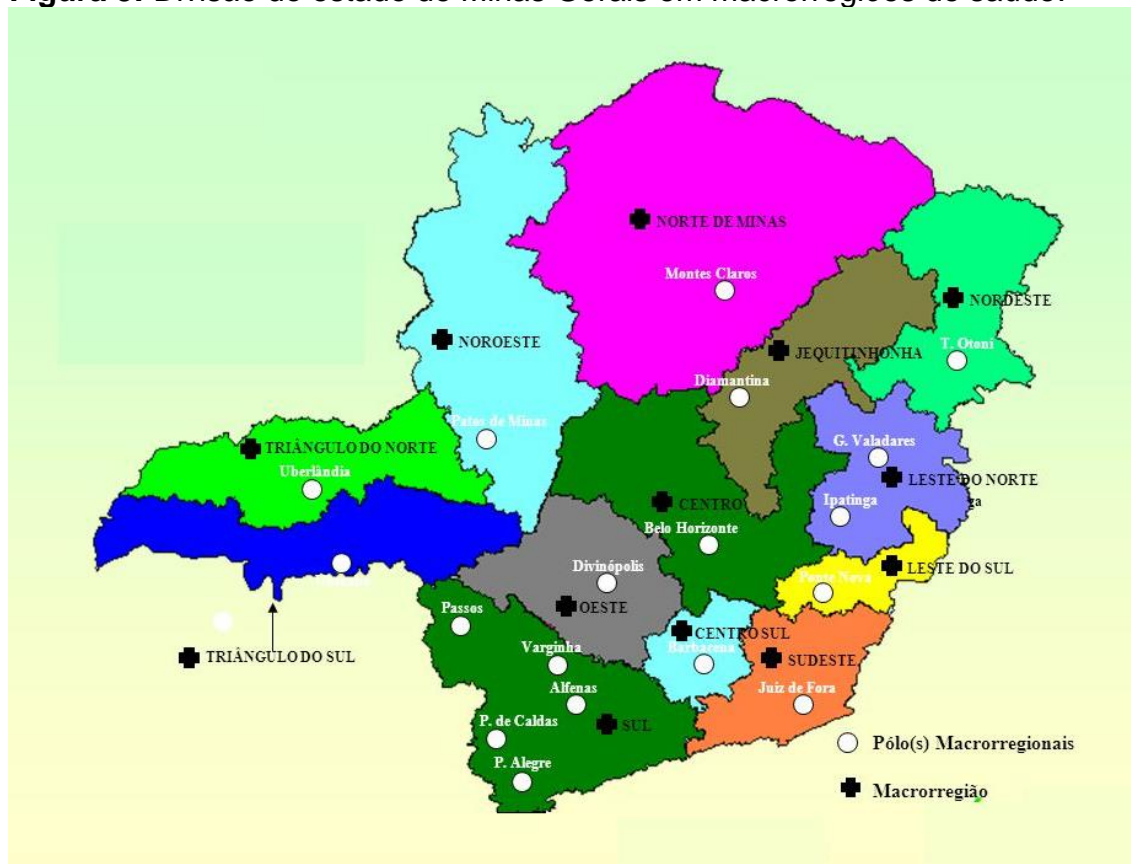 Figura 3. Divisão do estado de Minas Gerais em macrorregiões de saúde.
NORTE DE MINAS
Montes Claros
NORDESTE
T. Otoni
NOROESTE
JEQUITINHONHA
Diamantina
Patos de Minas
TRIÂNGULO DO NORTE
Uberlândia
G. Valadares
LESTE DO NORTE
ga
Ipatinga
CENTRO
Belo Horizonte
Divinópolis
OESTE
LESTE DO SUL
Ponte Nova
Passos
CENTRO SUL
Barbacena
SUDESTE
TRIÂNGULO DO SUL
Varginha
Alfenas
Juiz de Fora
SUL
P. de Caldas
P. Alegre
Pólo(s) Macrorregionais
Macrorregião